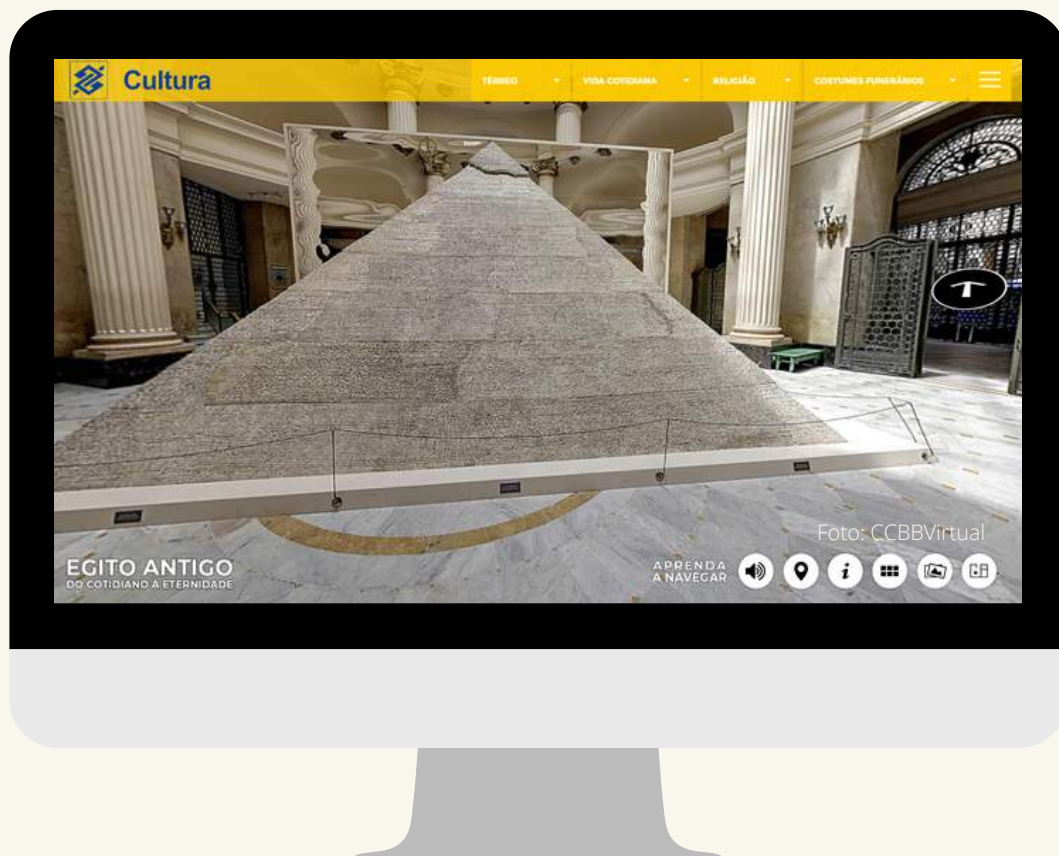 Cultura
TÉRREO
VIDA COTIDIANA
RELIGIÃO
COSTUMES FUNERÁRIOS
Foto: CCBBVirtual
EGITO ANTIGO
DO COTIDIANO À ETERNIDADE
APRENDA
A NAVEGAR